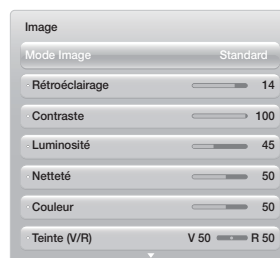 Image
Mode Image Standard
· Rétroéclairage 14
· Contraste 100
· Luminosité 45
· Netteté 50
· Couleur 50
· Teinte (V/R) V 50 R 50